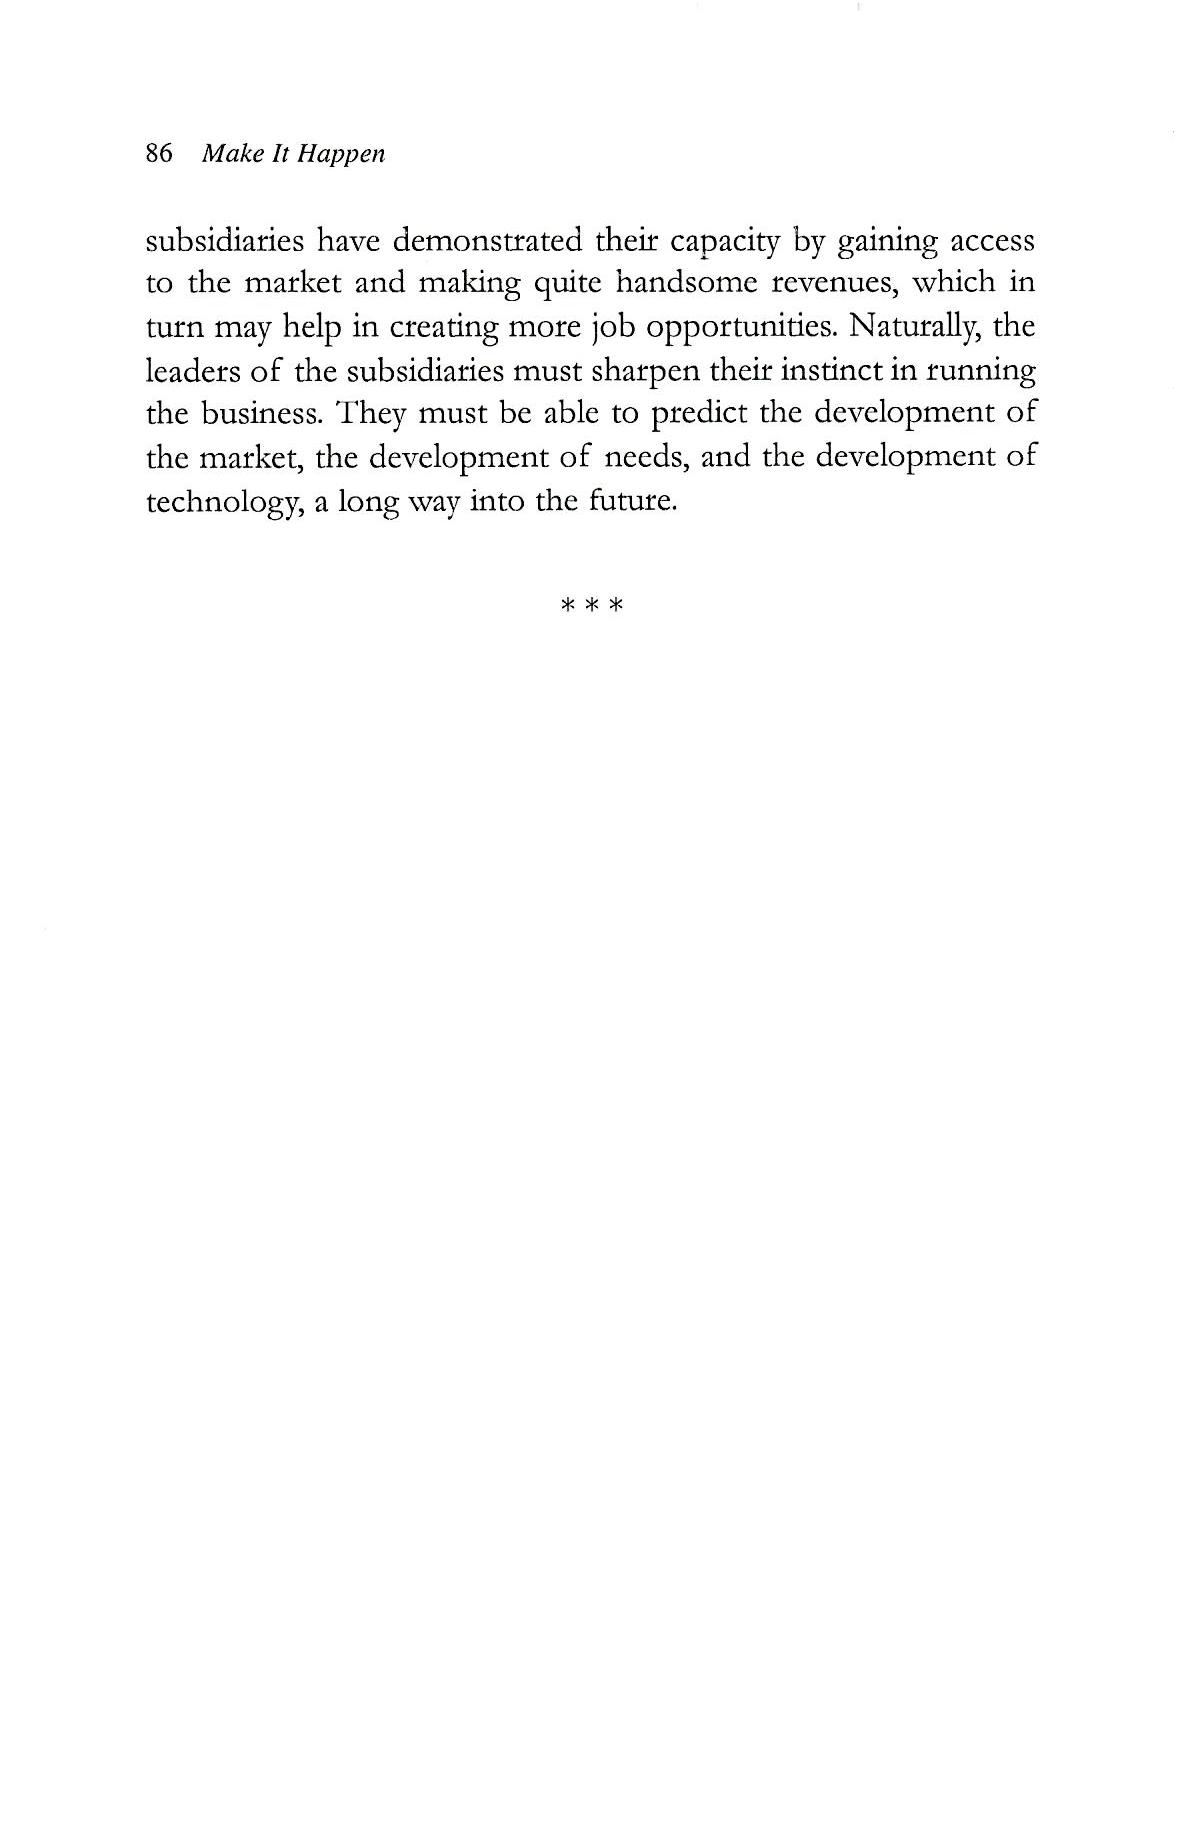 86 Make It Happen
subsidiaries have demonstrated their capacity by gaining access
to the market and making quite handsome revenues, which in
turn may help in creating more job opportunities. Naturally, the
leaders of the subsidiaries must sharpen their instinct in running
the business. They must be able to predict the development of
the market, the development of needs, and the development of
technology, a long way into the future.
* * *